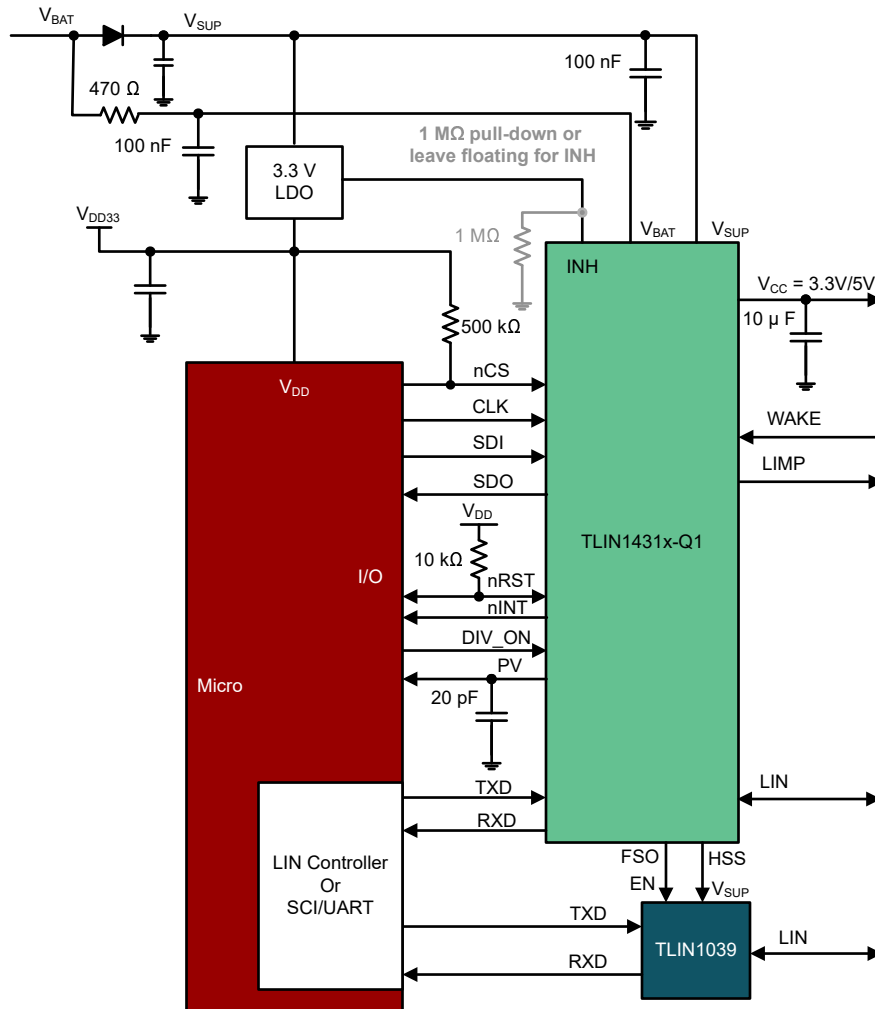 VBAT
VSUP
100 nF
470 Ω
100 nF
1 MΩ pull-down or
leave floating for INH
3.3 V
LDO
VDD33
1 MΩ
VBAT
VSUP
INH
VCC = 3.3V/5V
10 µ F
500 kΩ
VDD
nCS
CLK
SDI
SDO
WAKE
LIMP
VDD
10 kΩ
TLIN1431x-Q1
I/O
nRST
nINT
DIV_ON
PV
Micro
20 pF
TXD
RXD
LIN
LIN Controller
Or
SCI/UART
FSO
HSS
EN
VSUP
TXD
RXD
TLIN1039
LIN